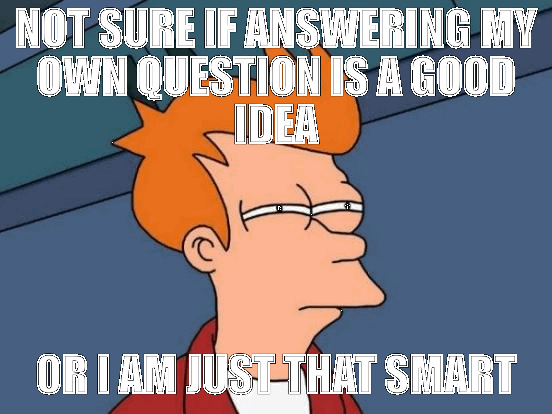 NOT SURE IF ANSWERING MY
OWN QUESTION IS A GOOD
IDEA
OR I AM JUST THAT SMART